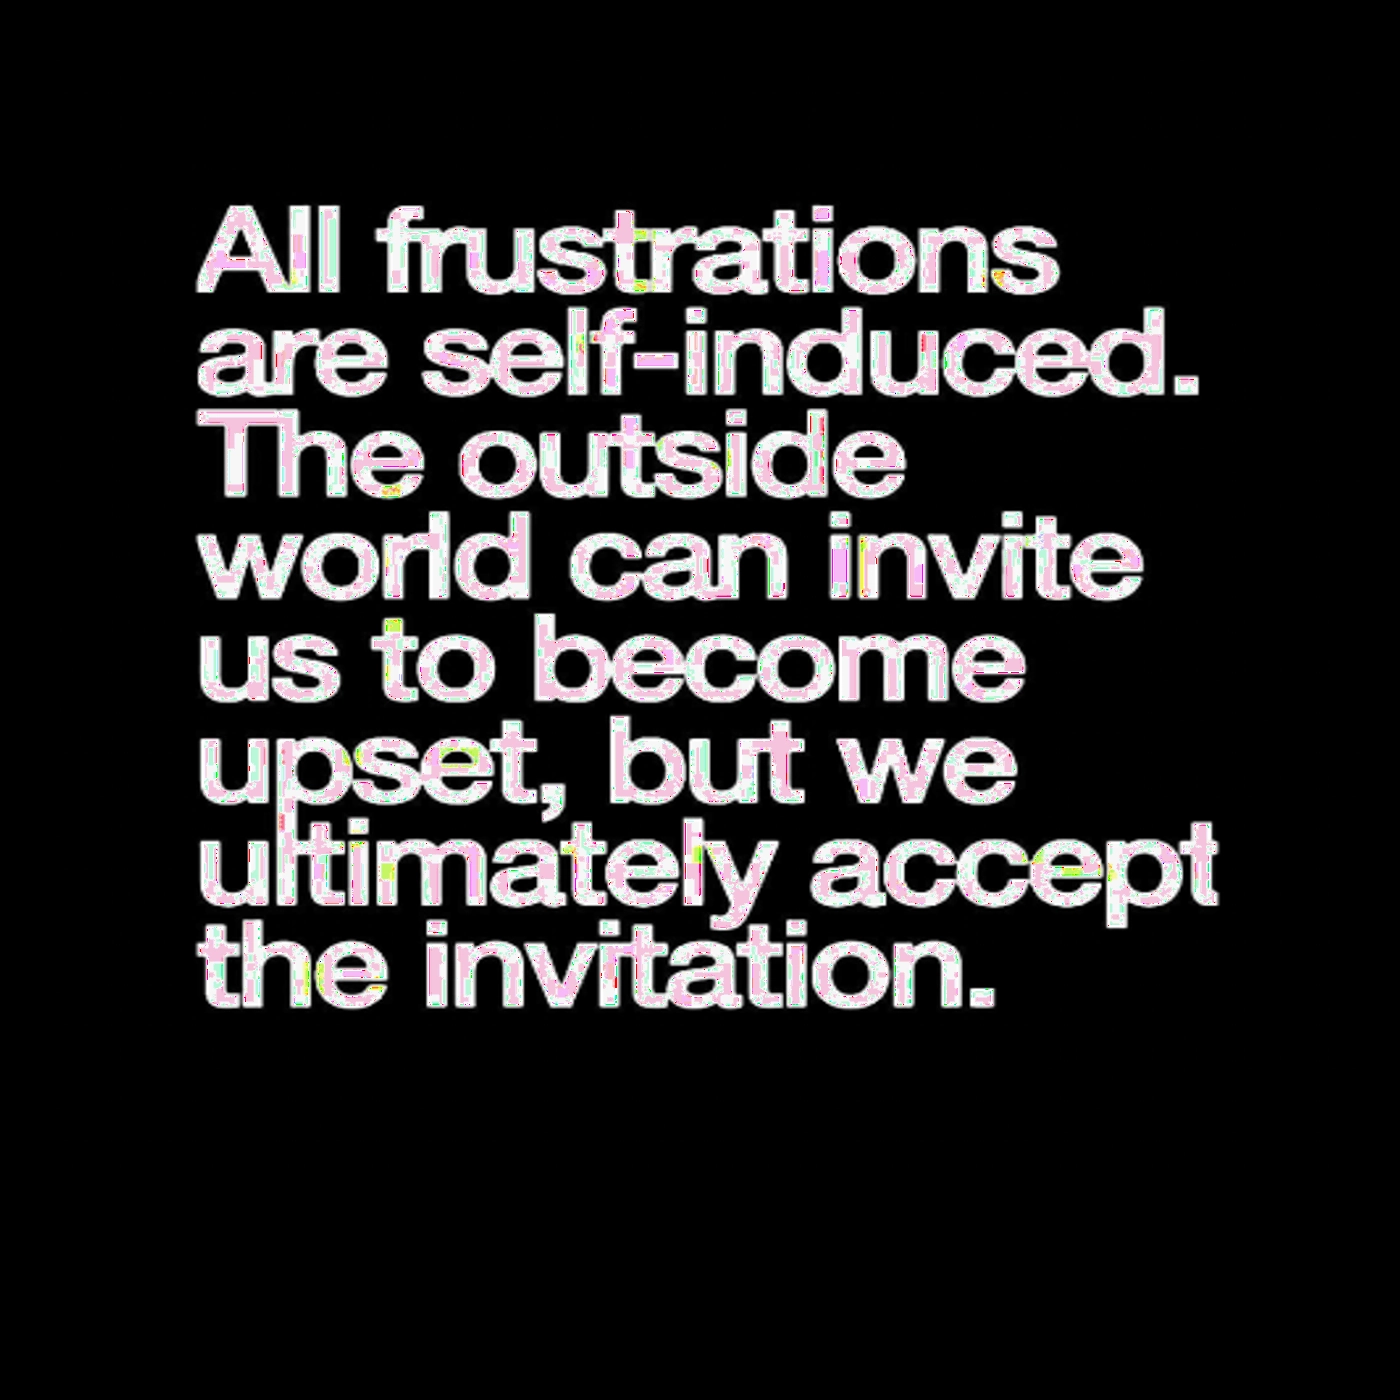 All frustrations
are self-induced.
The outside
world can invite
us to become
upset, but we
ultimately accept
the invitation.